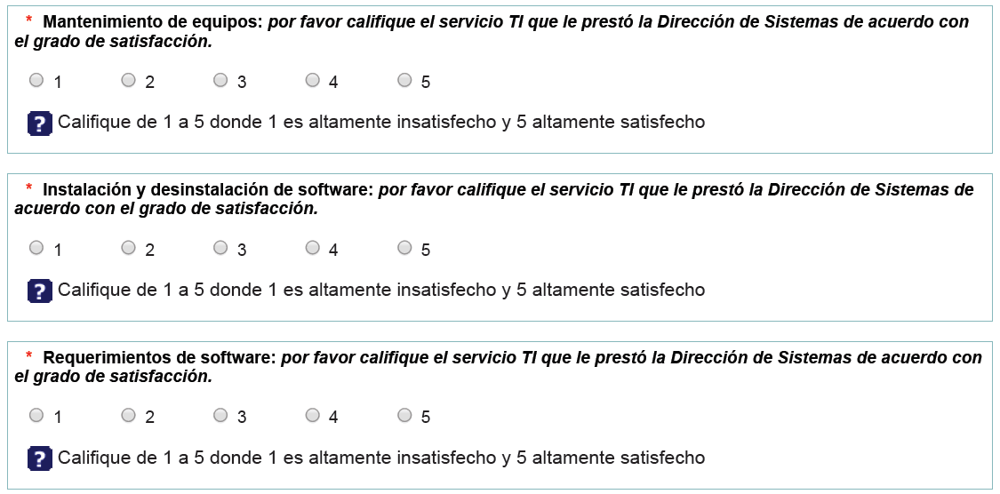 * Mantenimiento de equipos: por favor califique el servicio TI que le prestó la Dirección de Sistemas de acuerdo con
el grado de satisfacción.
1 2 3 4 5
? Califique de 1 a 5 donde 1 es altamente insatisfecho y 5 altamente satisfecho
* Instalación y desinstalación de software: por favor califique el servicio TI que le prestó la Dirección de Sistemas de
acuerdo con el grado de satisfacción.
1 2 3 4 5
? Califique de 1 a 5 donde 1 es altamente insatisfecho y 5 altamente satisfecho
* Requerimientos de software: por favor califique el servicio TI que le prestó la Dirección de Sistemas de acuerdo con
el grado de satisfacción.
1 2 3 4 5
? Califique de 1 a 5 donde 1 es altamente insatisfecho y 5 altamente satisfecho